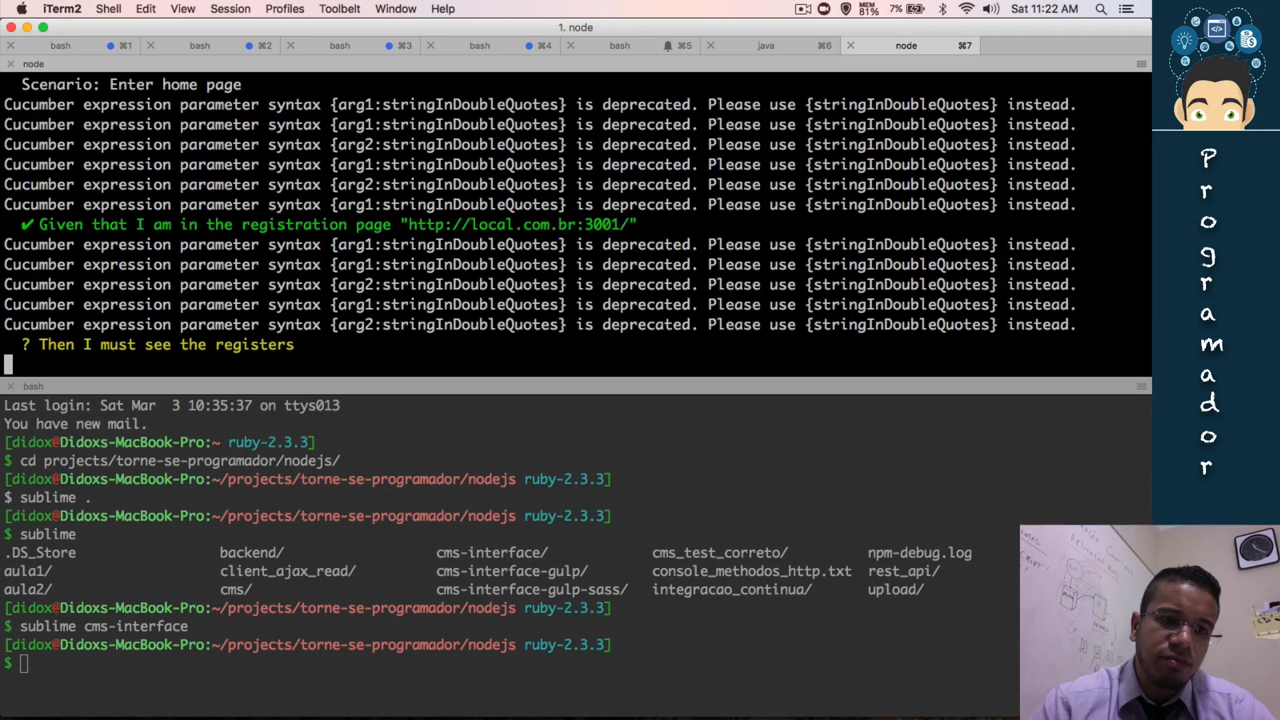 iTerm2 Shell Edit View Session Profiles Toolbelt Window Help MEM 81% 7% Sat 11:22 AM
1. node
bash ⌘1 bash ⌘2 bash ⌘3 bash ⌘4 bash ⌘5 java ⌘6 node ⌘7
node
Scenario: Enter home page
Cucumber expression parameter syntax {arg1:stringInDoubleQuotes} is deprecated. Please use {stringInDoubleQuotes} instead.
Cucumber expression parameter syntax {arg1:stringInDoubleQuotes} is deprecated. Please use {stringInDoubleQuotes} instead.
Cucumber expression parameter syntax {arg2:stringInDoubleQuotes} is deprecated. Please use {stringInDoubleQuotes} instead.
Cucumber expression parameter syntax {arg1:stringInDoubleQuotes} is deprecated. Please use {stringInDoubleQuotes} instead.
Cucumber expression parameter syntax {arg2:stringInDoubleQuotes} is deprecated. Please use {stringInDoubleQuotes} instead.
Cucumber expression parameter syntax {arg1:stringInDoubleQuotes} is deprecated. Please use {stringInDoubleQuotes} instead.
✔ Given that I am in the registration page "http://local.com.br:3001/"
Cucumber expression parameter syntax {arg1:stringInDoubleQuotes} is deprecated. Please use {stringInDoubleQuotes} instead.
Cucumber expression parameter syntax {arg1:stringInDoubleQuotes} is deprecated. Please use {stringInDoubleQuotes} instead.
Cucumber expression parameter syntax {arg2:stringInDoubleQuotes} is deprecated. Please use {stringInDoubleQuotes} instead.
Cucumber expression parameter syntax {arg1:stringInDoubleQuotes} is deprecated. Please use {stringInDoubleQuotes} instead.
Cucumber expression parameter syntax {arg2:stringInDoubleQuotes} is deprecated. Please use {stringInDoubleQuotes} instead.
? Then I must see the registers
bash
Last login: Sat Mar  3 10:35:37 on ttys013
You have new mail.
[didox@Didoxs-MacBook-Pro:~ ruby-2.3.3]
$ cd projects/torne-se-programador/nodejs/
[didox@Didoxs-MacBook-Pro:~/projects/torne-se-programador/nodejs ruby-2.3.3]
$ sublime .
[didox@Didoxs-MacBook-Pro:~/projects/torne-se-programador/nodejs ruby-2.3.3]
$ sublime
.DS_Store backend/ cms-interface/ cms_test_correto/ npm-debug.log
aula1/ client_ajax_read/ cms-interface-gulp/ console_methodos_http.txt rest_api/
aula2/ cms/ cms-interface-gulp-sass/ integracao_continua/ upload/
[didox@Didoxs-MacBook-Pro:~/projects/torne-se-programador/nodejs ruby-2.3.3]
$ sublime cms-interface
[didox@Didoxs-MacBook-Pro:~/projects/torne-se-programador/nodejs ruby-2.3.3]
$
Programador